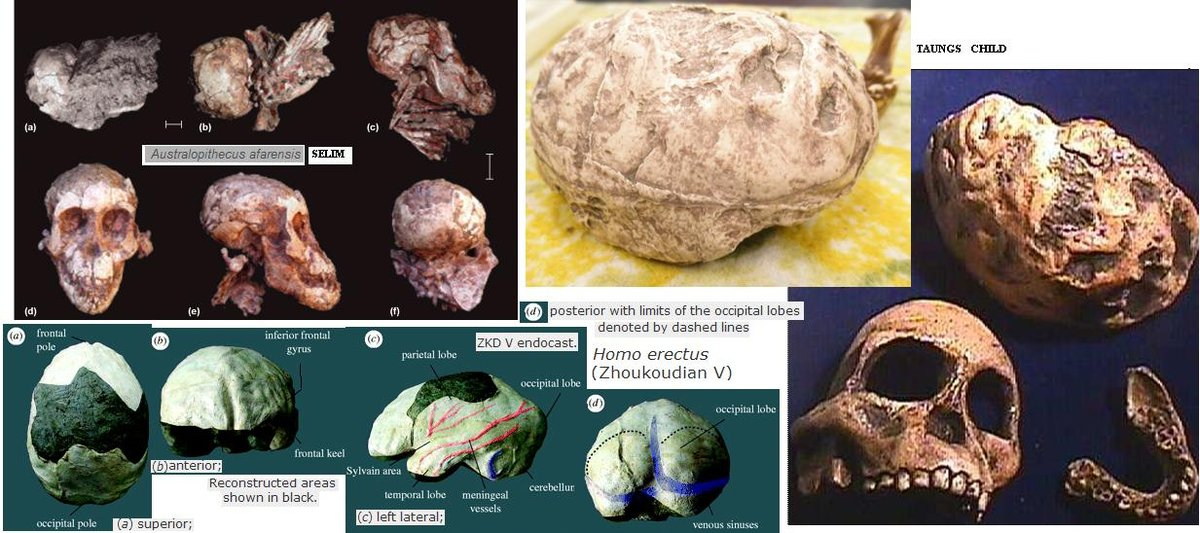 (a)
(b)
(c)
Australopithecus afarensis SELIM
(d)
(e)
(f)
TAUNGS CHILD
(d) posterior with limits of the occipital lobes
denoted by dashed lines
Homo erectus
(Zhoukoudian V)
(a)
frontal
pole
occipital pole
(a) superior;
(b)
inferior frontal
gyrus
frontal keel
(b)anterior;
Reconstructed areas
shown in black.
(c)
ZKD V endocast.
parietal lobe
occipital lobe
Sylvain area
temporal lobe
meningeal
vessels
cerebellur
(c) left lateral;
(d)
occipital lobe
venous sinuses